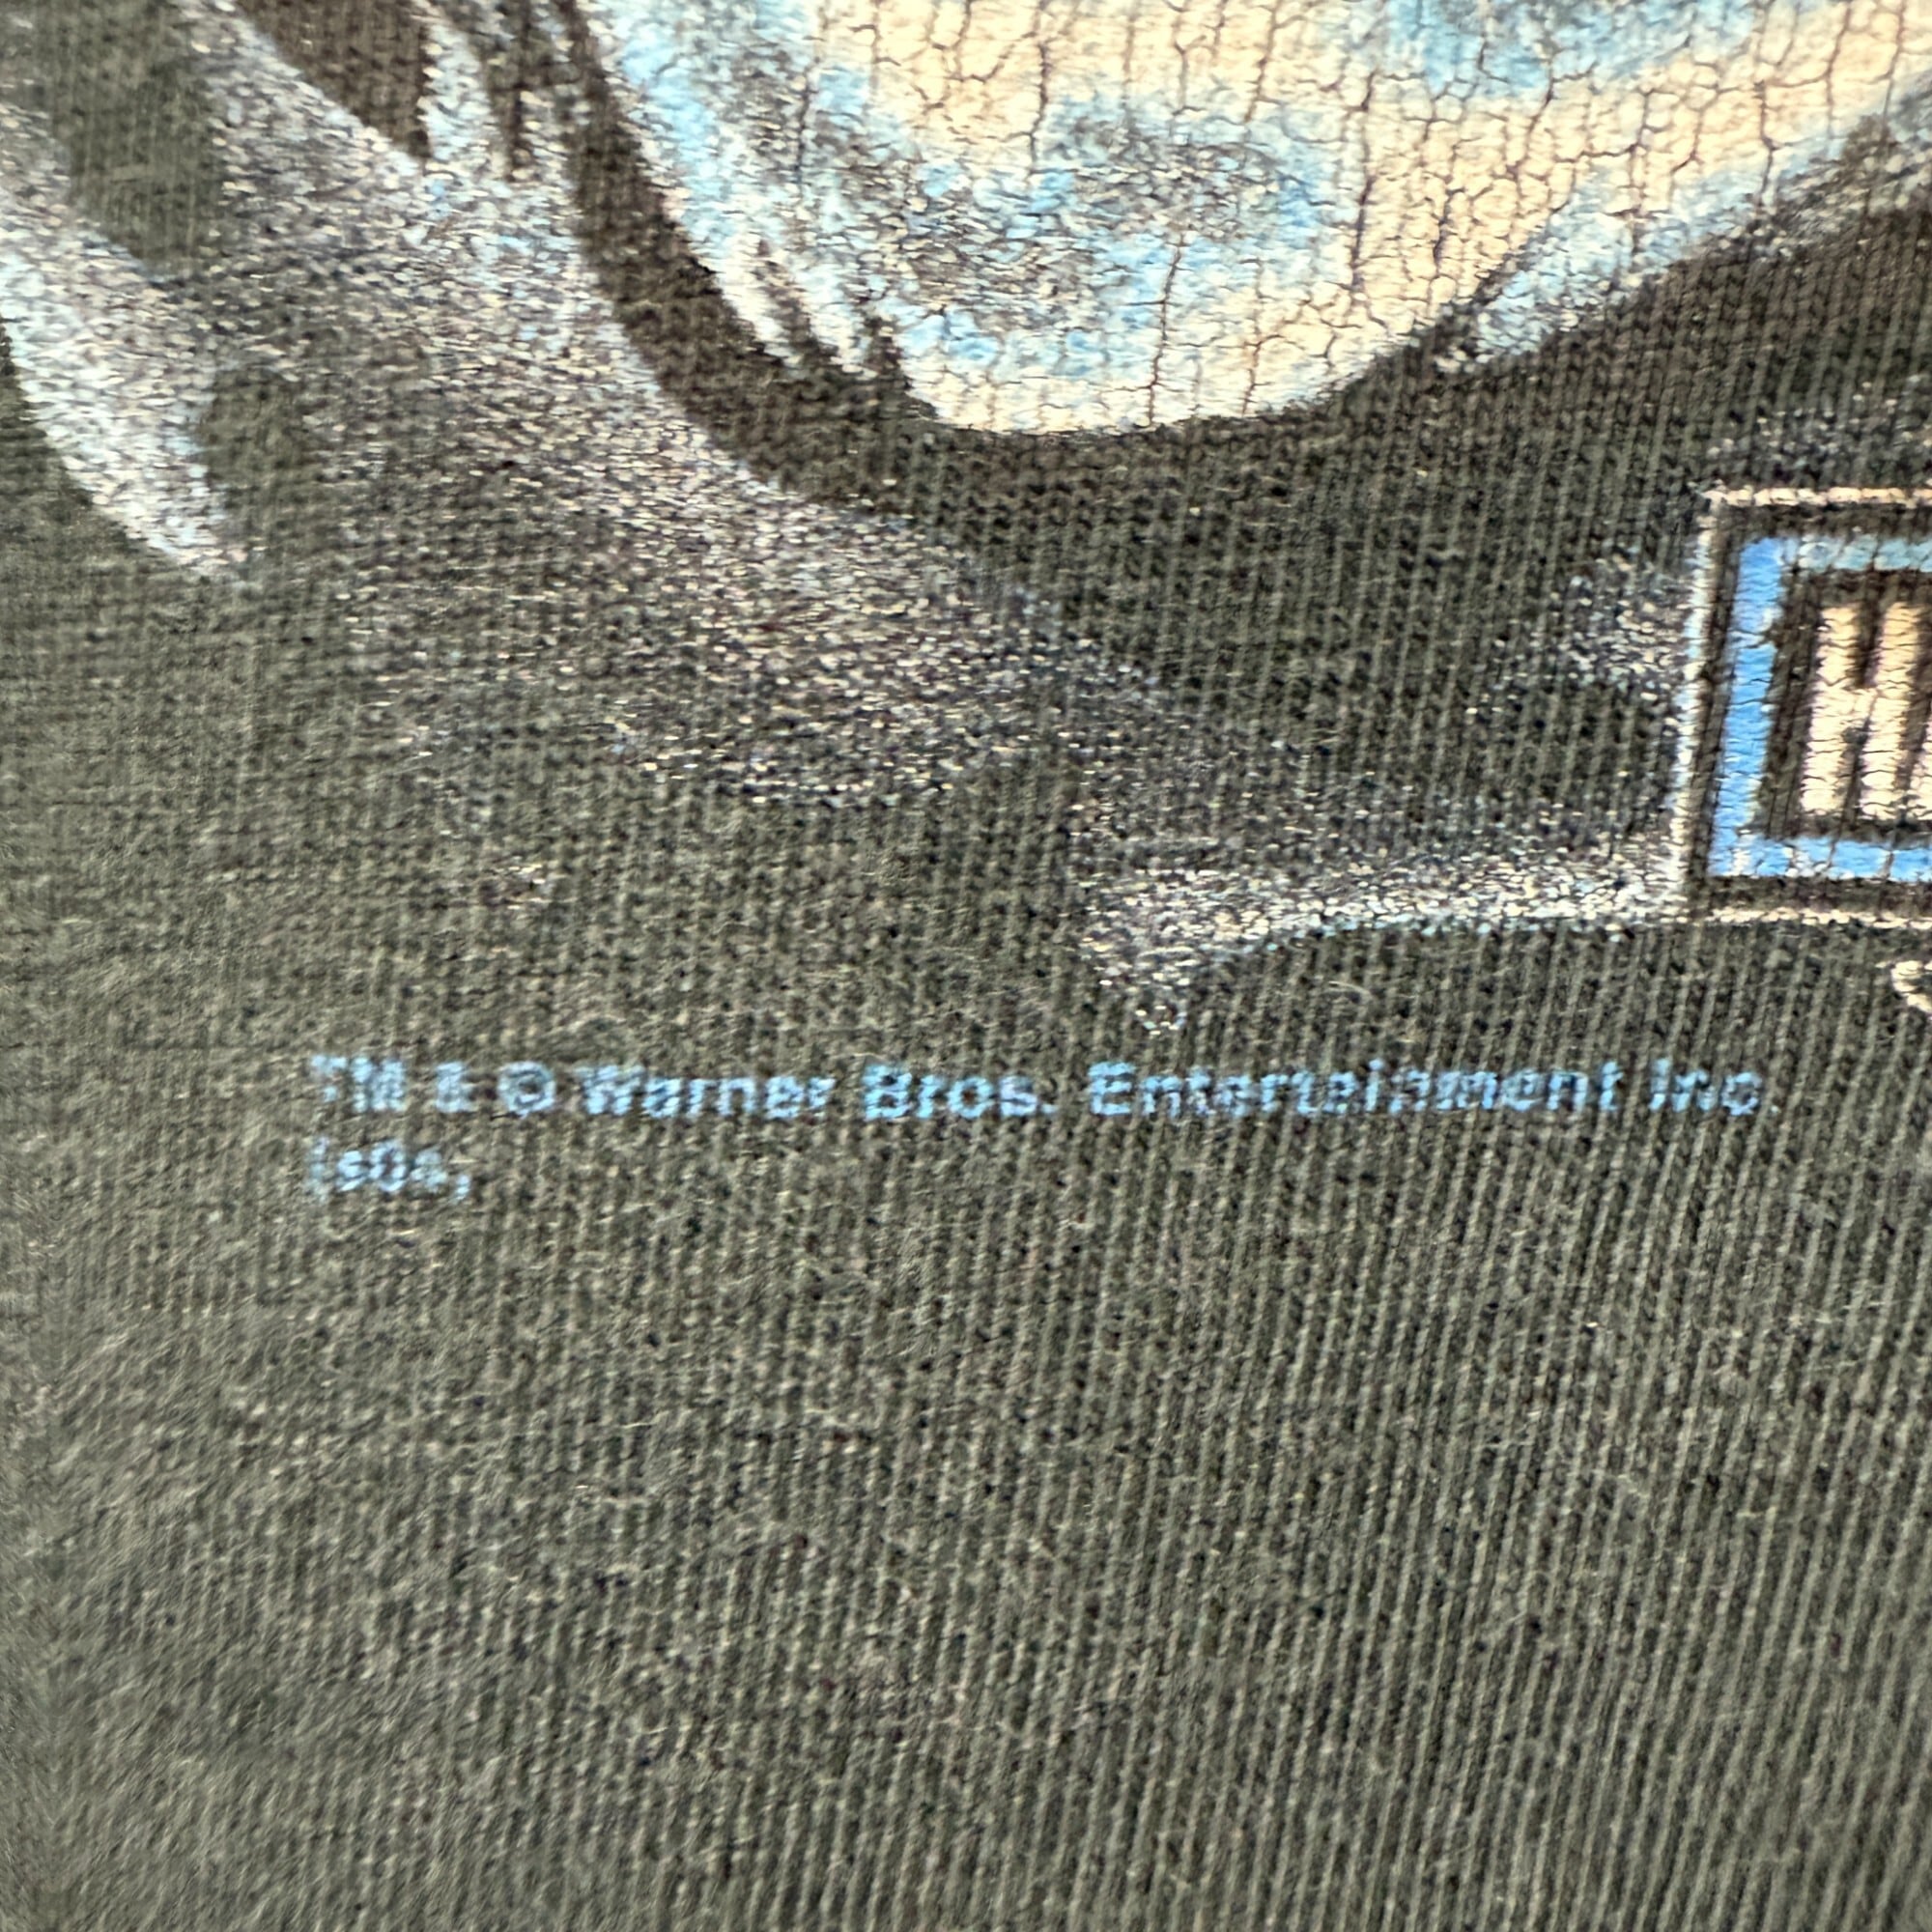 TM & © Warner Bros. Entertainment Inc.
(s04)
H